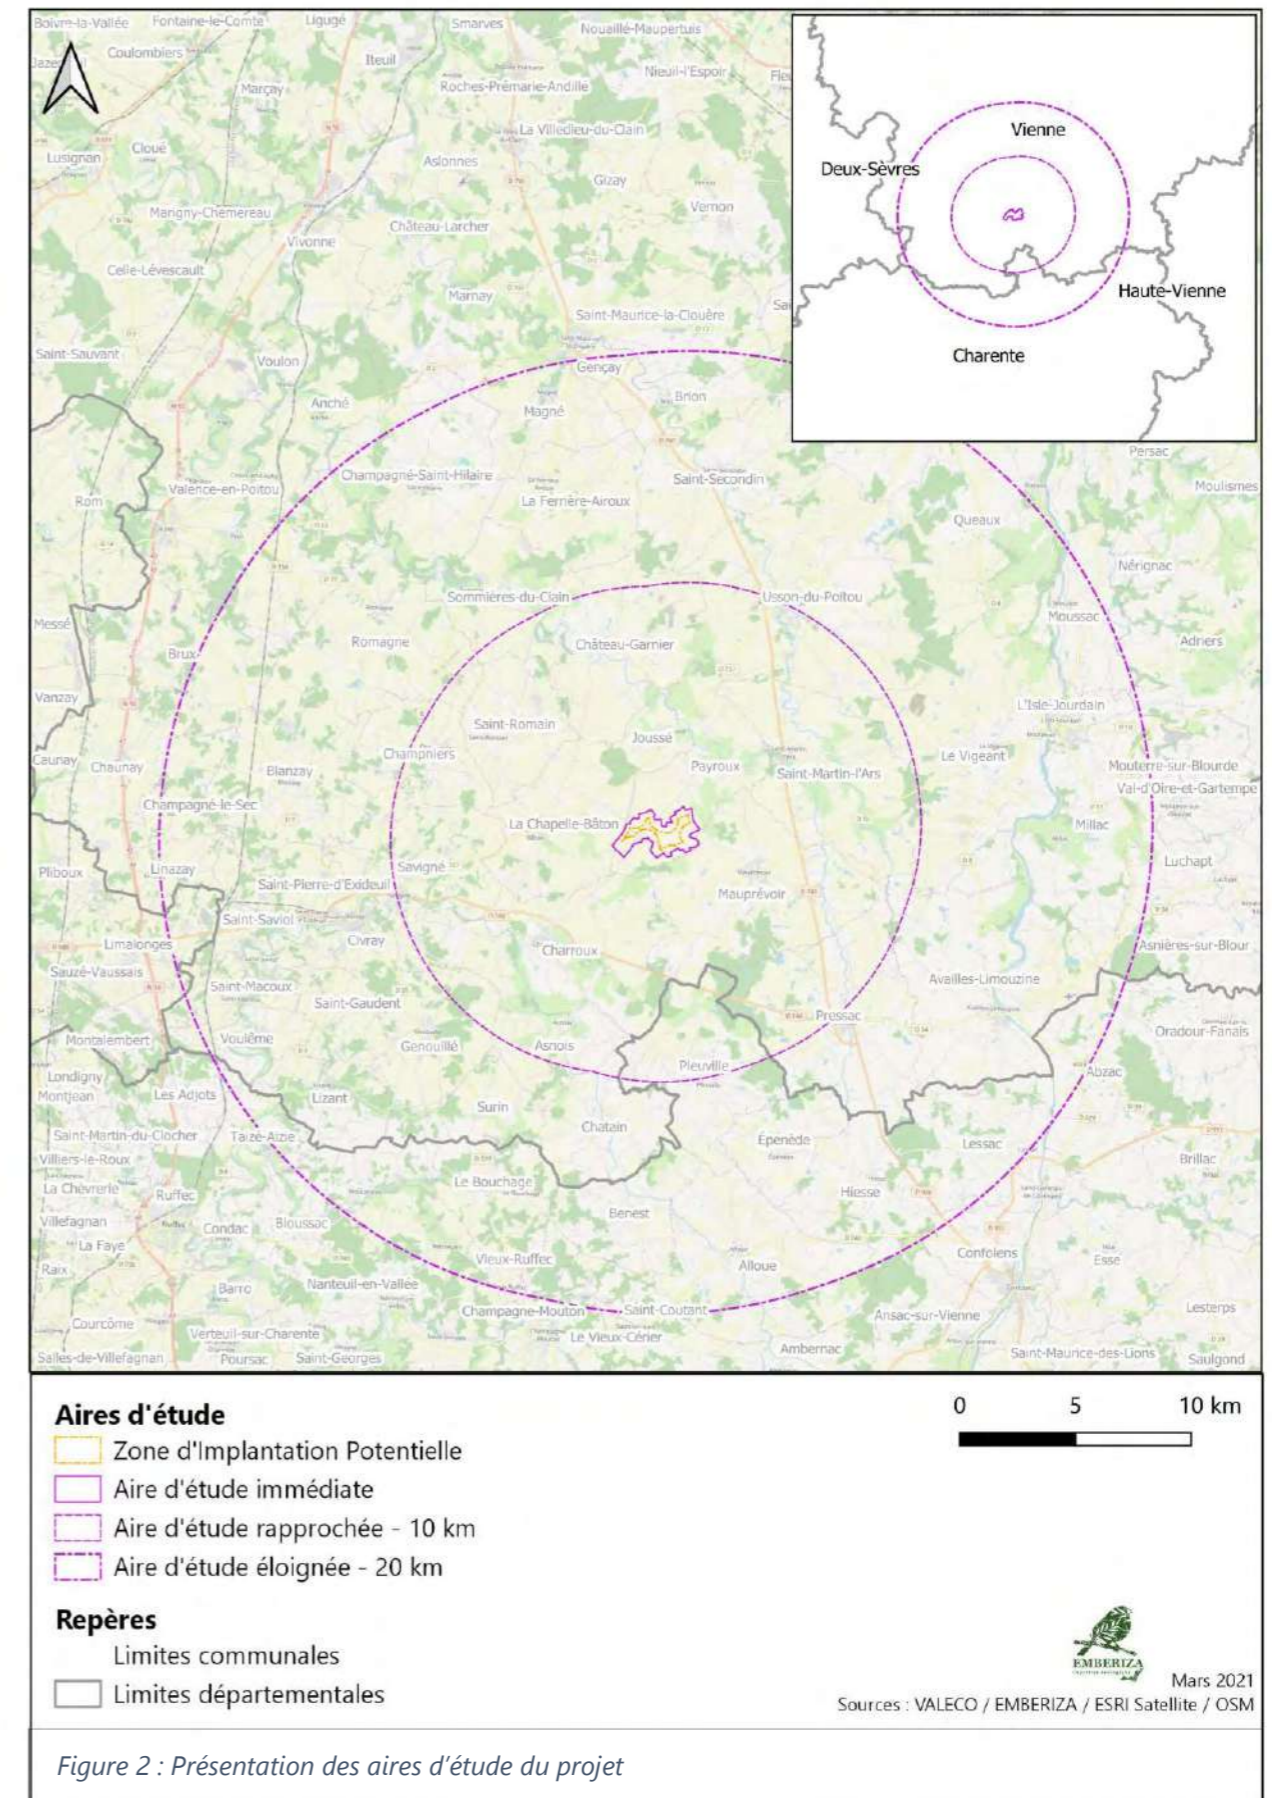 Boivre-la-Vallée Fontaine-le-Comte Ligugé Smarves Nouaillé-Maupertuis
Coulombiers Iteuil Nieuil-l'Espoir
Marçay Roches-Prémarie-Andillé
La Villedieu-du-Clain
Cloué
Lusignan Aslonnes
Gizay
Marigny-Chemereau Vernon
Château-Larcher
Vivonne
Celle-Lévescault
Marnay
Saint-Maurice-la-Clouère
Saint-Sauvant Voulon
Gençay
Brion
Anché Magné
Persac
Champagné-Saint-Hilaire Saint-Secondin
Valence-en-Poitou Moulismes
Rom La Ferrière-Airoux
Queaux
Nérignac
Sommières-du-Clain Usson-du-Poitou
Messé Moussac
Romagne Château-Garnier Adriers
Brux
Vanzay
L'Isle-Jourdain
Saint-Romain
Joussé
Champniers Le Vigeant
Caunay Chaunay Blanzay Payroux Saint-Martin-l'Ars Mouterre-sur-Blourde
Val-d'Oire-et-Gartempe
Champagné-le-Sec
La Chapelle-Bâton Millac
Luchapt
Pliboux Linazay Savigné
Saint-Pierre-d'Exideuil Mauprévoir
Saint-Saviol
Limalonges Civray Charroux Asnières-sur-Blour
Sauzé-Vaussais
Saint-Macoux Availles-Limouzine
Saint-Gaudent
Pressac
Montalembert Voulême Genouillé Asnois Oradour-Fanais
Pleuville
Londigny Abzac
Montjean Les Adjots Lizant
Surin
Saint-Martin-du-Clocher Taizé-Aizie Chatain
Épenède Lessac
Villiers-le-Roux Brillac
La Chèvrerie Le Bouchage
Ruffec Hiesse
Villefagnan Condac Bioussac Benest
La Faye Confolens
Vieux-Ruffec Alloue Esse
Raix
Barro Nanteuil-en-Vallée
Champagne-Mouton Saint-Coutant Lesterps
Courcôme Ansac-sur-Vienne
Verteuil-sur-Charente Le Vieux-Cérier
Ambernac
Salles-de-Villefagnan Poursac Saint-Georges Saint-Maurice-des-Lions Saulgond
Vienne
Deux-Sèvres
Haute-Vienne
Charente
Aires d'étude
Zone d'Implantation Potentielle
Aire d'étude immédiate
Aire d'étude rapprochée - 10 km
Aire d'étude éloignée - 20 km
Repères
Limites communales
Limites départementales
0 5 10 km
EMBERIZA
Mars 2021
Sources : VALECO / EMBERIZA / ESRI Satellite / OSM
Figure 2 : Présentation des aires d'étude du projet